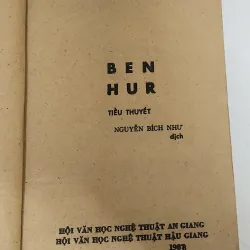 BEN
HUR
TIỂU THUYẾT
NGUYỄN BÍCH NHƯ
dịch
HỘI VĂN HỌC NGHỆ THUẬT AN GIANG
HỘI VĂN HỌC NGHỆ THUẬT HẬU GIANG